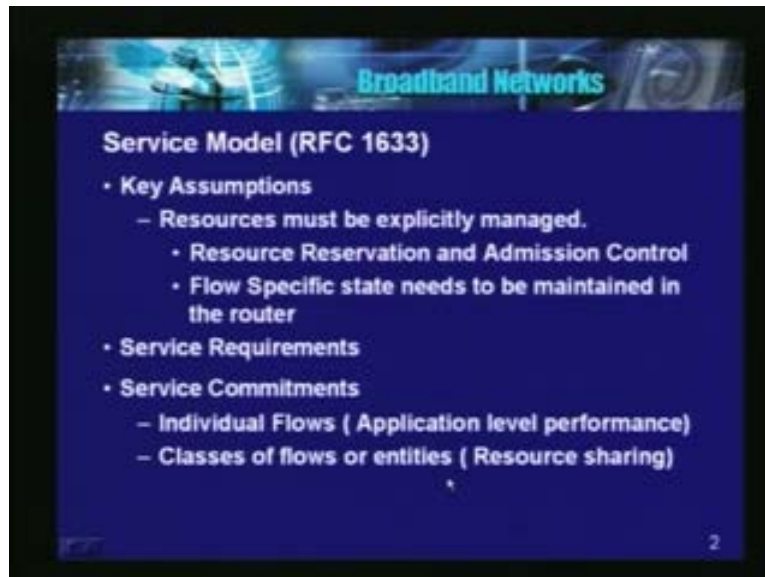 Broadband Networks
Service Model (RFC 1633)
• Key Assumptions
– Resources must be explicitly managed.
• Resource Reservation and Admission Control
• Flow Specific state needs to be maintained in
the router
• Service Requirements
• Service Commitments
– Individual Flows ( Application level performance)
– Classes of flows or entities ( Resource sharing)
2